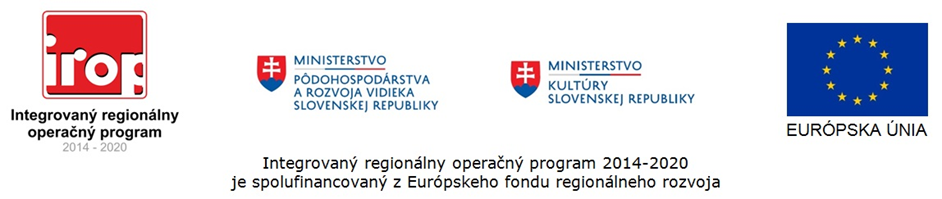 irop
Integrovaný regionálny
operačný program
2014 - 2020
MINISTERSTVO
PÔDOHOSPODÁRSTVA
A ROZVOJA VIDIEKA
SLOVENSKEJ REPUBLIKY
MINISTERSTVO
KULTÚRY
SLOVENSKEJ REPUBLIKY
EURÓPSKA ÚNIA
Integrovaný regionálny operačný program 2014-2020
je spolufinancovaný z Európskeho fondu regionálneho rozvoja